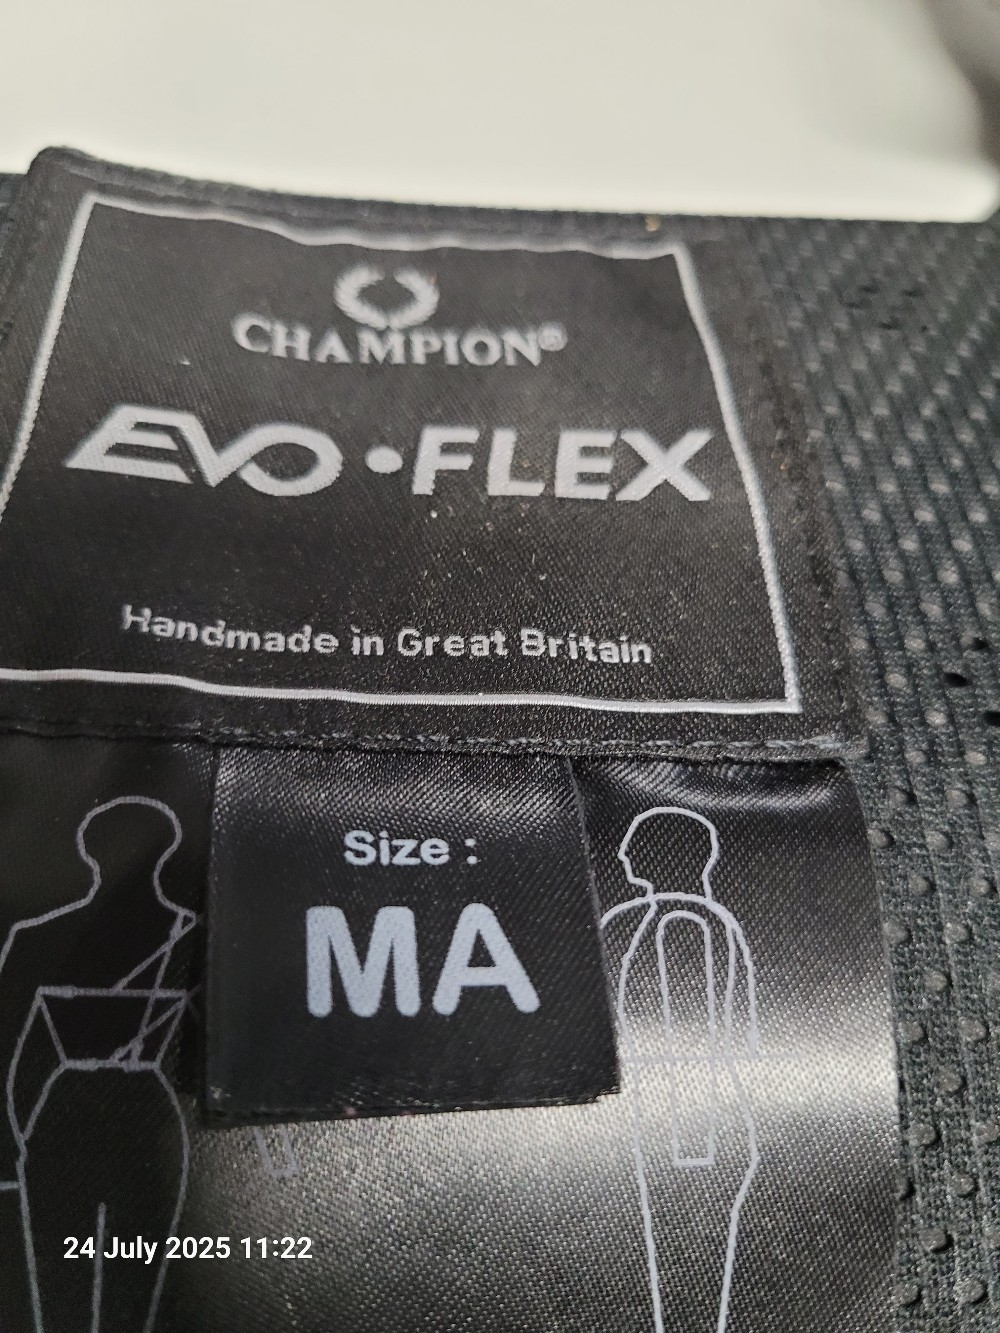 CHAMPION®
EVO•FLEX
Handmade in Great Britain
Size :
MA
24 July 2025 11:22